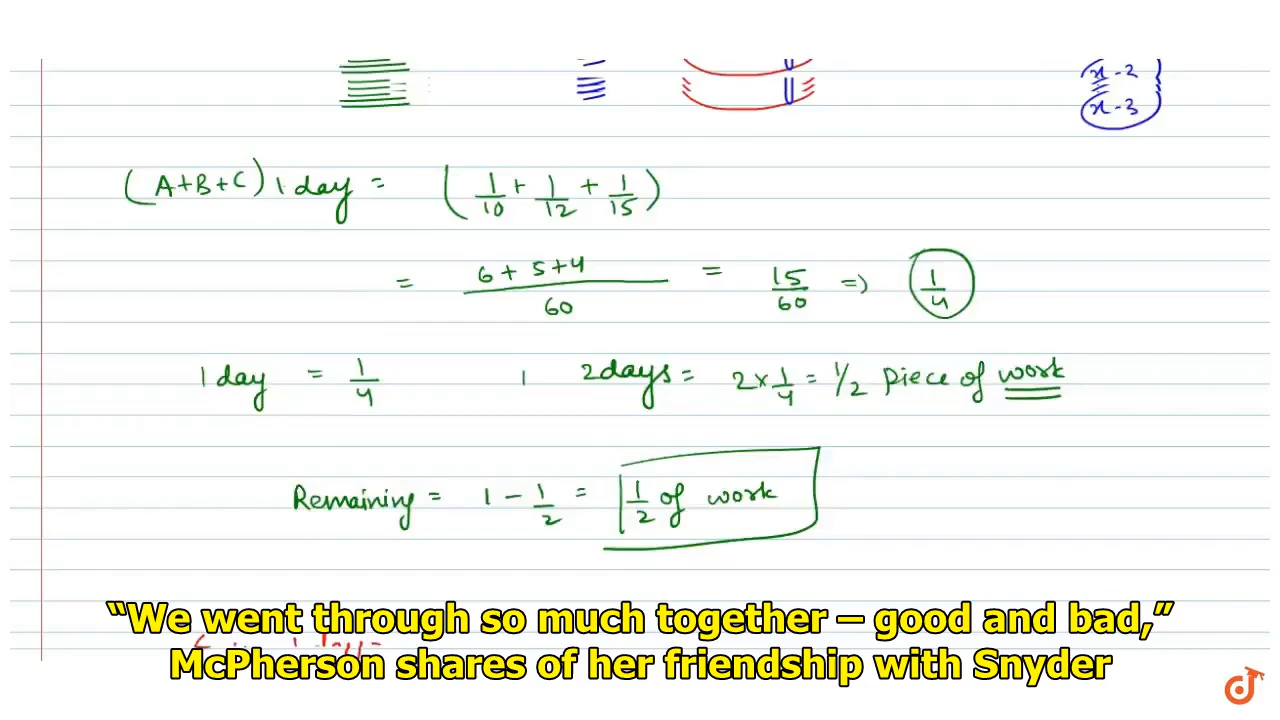 x-2
x-3
(A+B+C) 1 day = (1/10 + 1/12 + 1/15)
= 6+5+4/60 = 15/60 => 1/4
1 day = 1/4 1 2days = 2×1/4 = 1/2 piece of work
Remaining = 1 - 1/2 = 1/2 of work
“We went through so much together – good and bad,”
McPherson shares of her friendship with Snyder